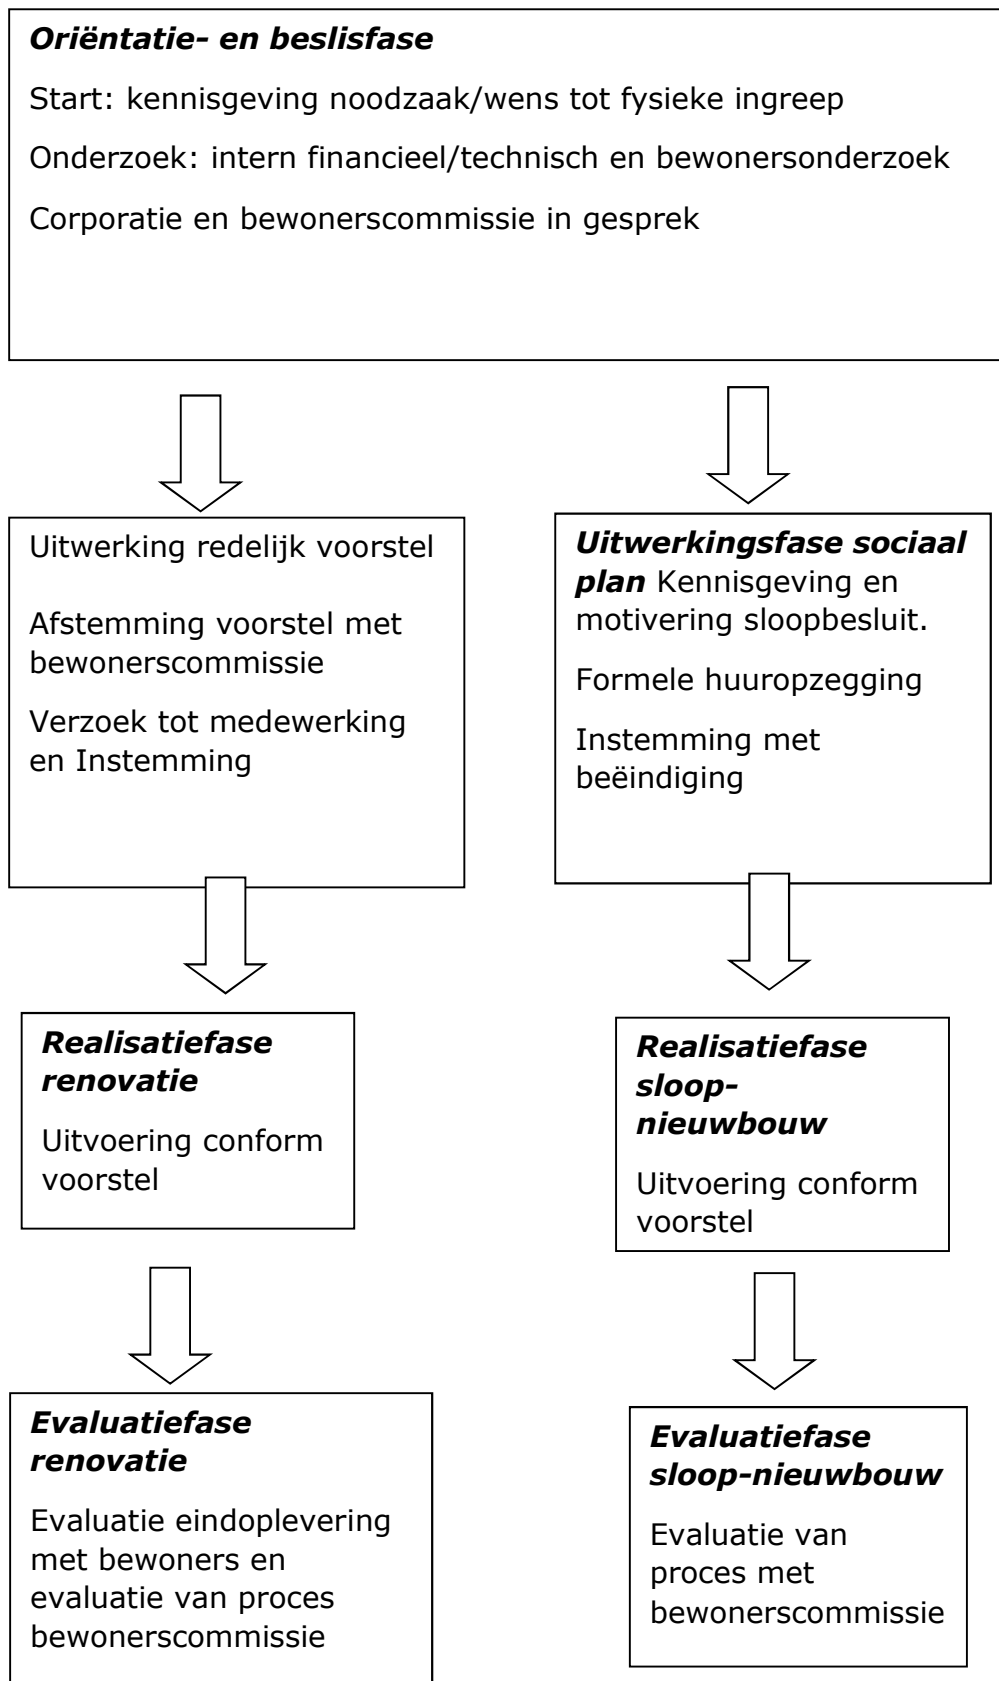 Oriëntatie- en beslisfase
Start: kennisgeving noodzaak/wens tot fysieke ingreep
Onderzoek: intern financieel/technisch en bewonersonderzoek
Corporatie en bewonerscommissie in gesprek
Uitwerking redelijk voorstel
Afstemming voorstel met
bewonerscommissie
Verzoek tot medewerking
en Instemming
Uitwerkingsfase sociaal
plan Kennisgeving en
motivering sloopbesluit.
Formele huuropzegging
Instemming met
beëindiging
Realisatiefase
renovatie
Uitvoering conform
voorstel
Realisatiefase
sloop-
nieuwbouw
Uitvoering conform
voorstel
Evaluatiefase
renovatie
Evaluatie eindoplevering
met bewoners en
evaluatie van proces
bewonerscommissie
Evaluatiefase
sloop-nieuwbouw
Evaluatie van
proces met
bewonerscommissie